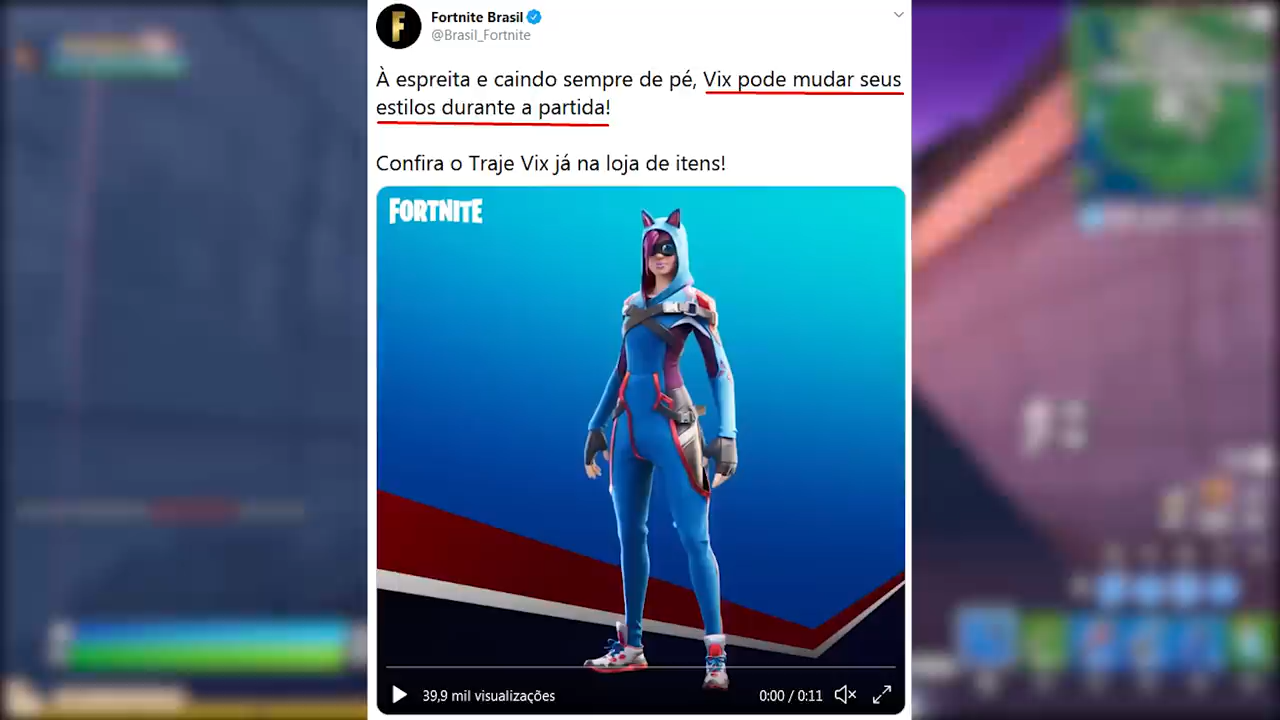 Fortnite Brasil
@Brasil_Fortnite
À espreita e caindo sempre de pé, Vix pode mudar seus
estilos durante a partida!
Confira o Traje Vix já na loja de itens!
FORTNITE
39,9 mil visualizações
0:00 / 0:11